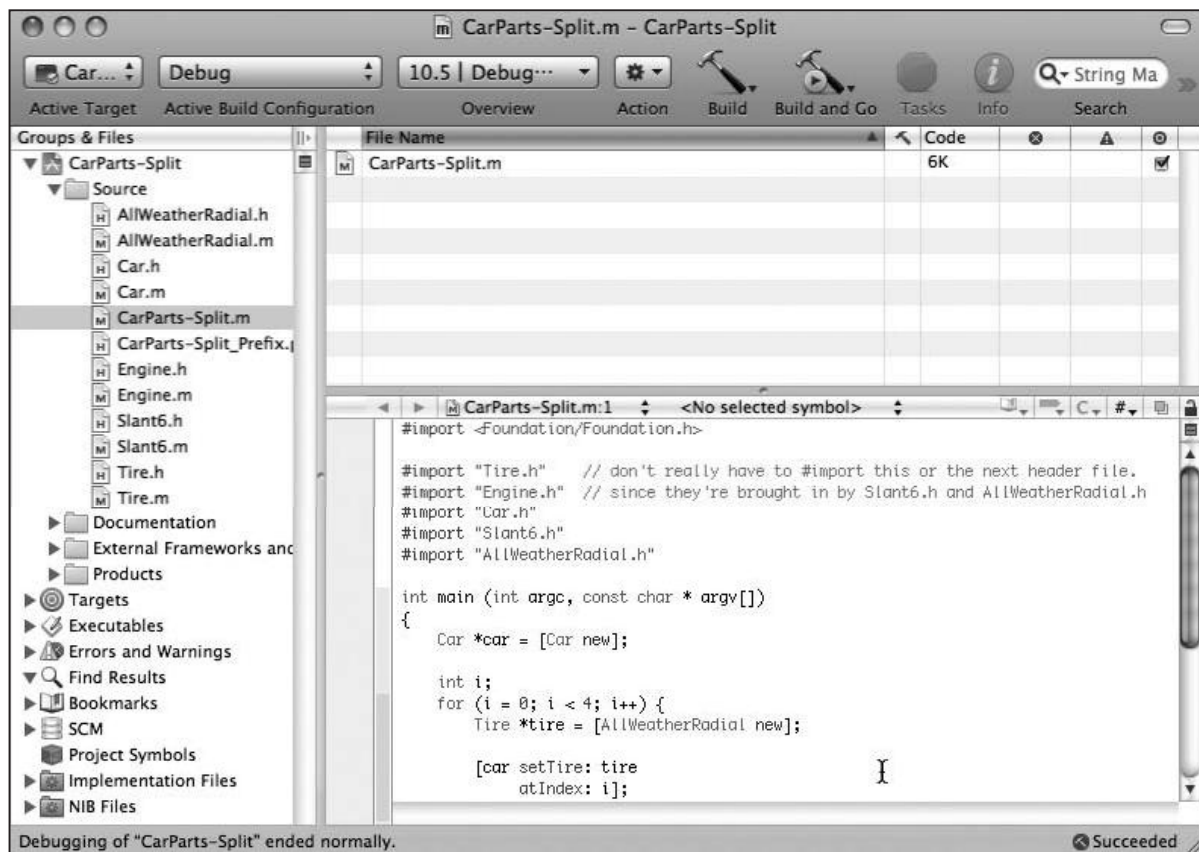 CarParts-Split.m – CarParts-Split
Car...
Debug
10.5 | Debug...
String Ma
Active Target
Active Build Configuration
Overview
Action
Build
Build and Go
Tasks
Info
Search
Groups & Files
CarParts-Split
Source
AllWeatherRadial.h
AllWeatherRadial.m
Car.h
Car.m
CarParts-Split.m
CarParts-Split_Prefix.
Engine.h
Engine.m
Slant6.h
Slant6.m
Tire.h
Tire.m
Documentation
External Frameworks and
Products
Targets
Executables
Errors and Warnings
Find Results
Bookmarks
SCM
Project Symbols
Implementation Files
NIB Files
File Name
Code
CarParts-Split.m
6K
CarParts-Split.m:1
<No selected symbol>
C
#
#import <Foundation/Foundation.h>
#import "Tire.h" // don't really have to #import this or the next header file.
#import "Engine.h" // since they're brought in by Slant6.h and AllWeatherRadial.h
#import "Car.h"
#import "Slant6.h"
#import "AllWeatherRadial.h"
int main (int argc, const char * argv[])
{
Car *car = [Car new];
int i;
for (i = 0; i < 4; i++) {
Tire *tire = [AllWeatherRadial new];
[car setTire: tire
atIndex: i];
Debugging of "CarParts-Split" ended normally.
Succeeded